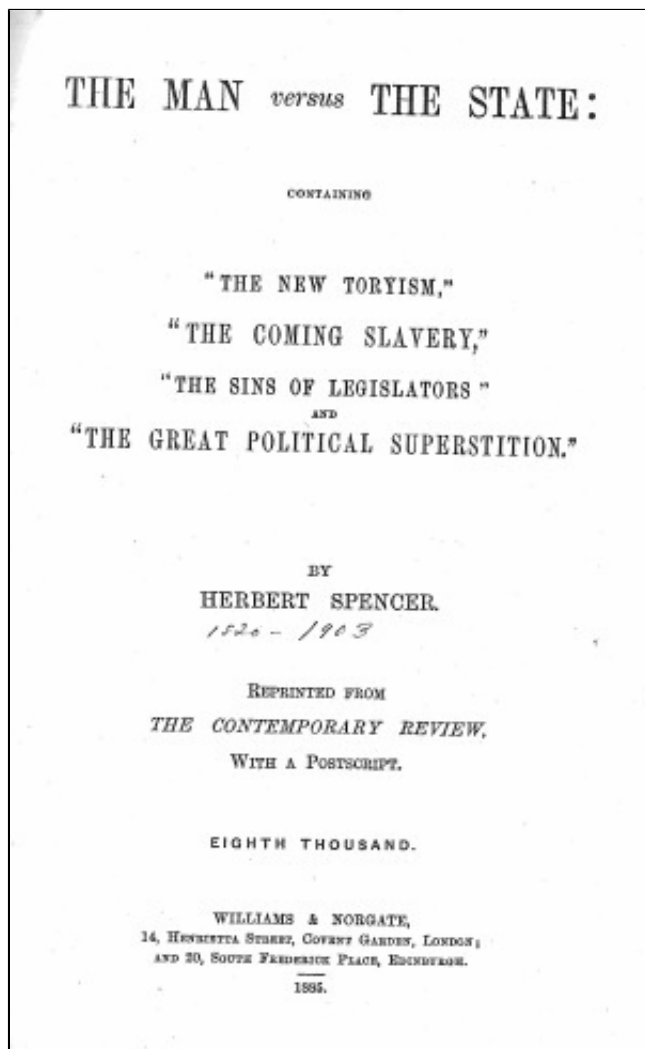 THE MAN versus THE STATE:
CONTAINING
"THE NEW TORYISM,"
"THE COMING SLAVERY,"
"THE SINS OF LEGISLATORS"
AND
"THE GREAT POLITICAL SUPERSTITION."
BY
HERBERT SPENCER.
1820 - 1903
REPRINTED FROM
THE CONTEMPORARY REVIEW.
WITH A POSTSCRIPT.
EIGHTH THOUSAND.
WILLIAMS & NORGATE,
14, HENRIETTA STREET, COVENT GARDEN, LONDON;
AND 20, SOUTH FREDERICK PLACE, EDINBURGH.
1885.